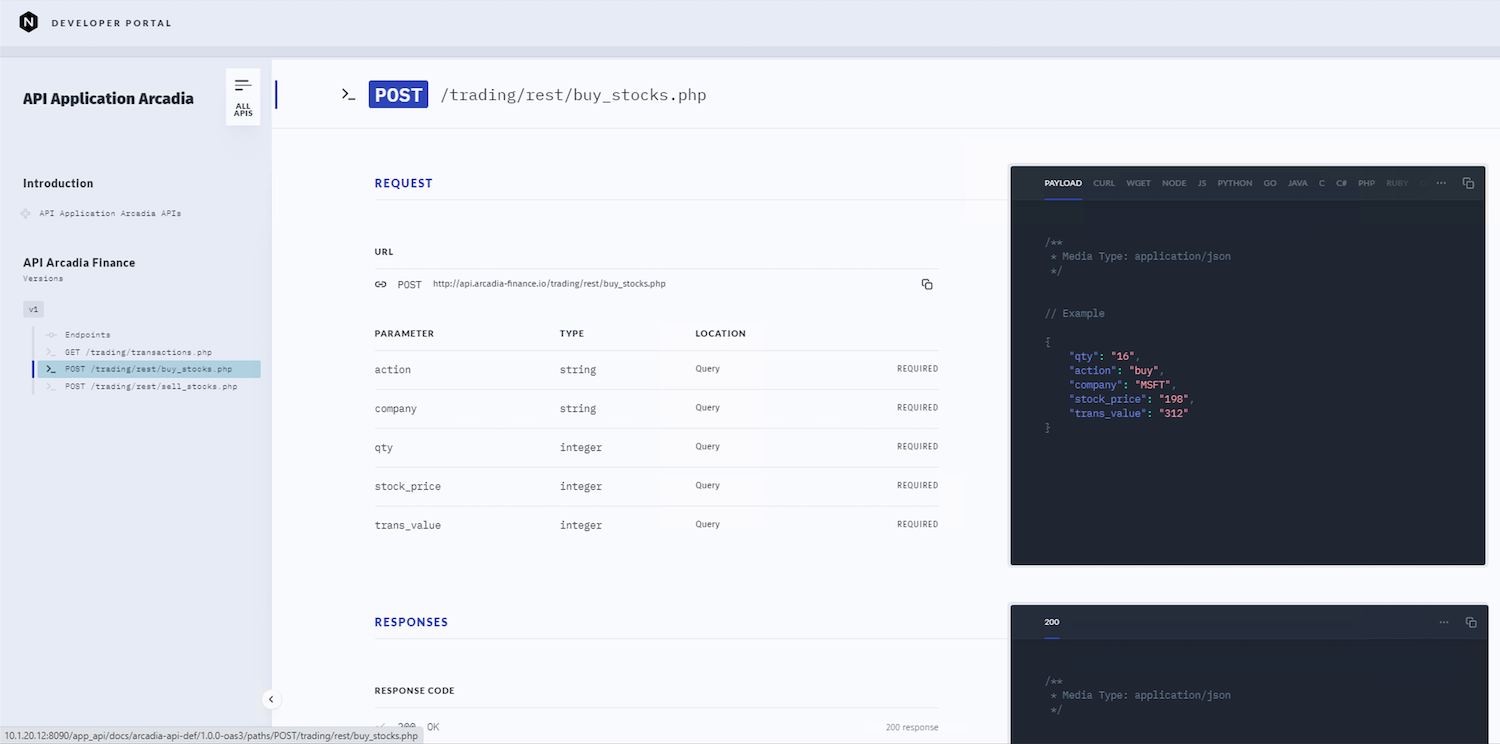 N DEVELOPER PORTAL
API Application Arcadia
ALL
APIS
Introduction
API Application Arcadia APIs
API Arcadia Finance
Versions
v1
Endpoints
GET /trading/transactions.php
POST /trading/rest/buy_stocks.php
POST /trading/rest/sell_stocks.php
>_ POST /trading/rest/buy_stocks.php
REQUEST
URL
POST http://api.arcadia-finance.io/trading/rest/buy_stocks.php
PARAMETER TYPE LOCATION
action string Query REQUIRED
company string Query REQUIRED
qty integer Query REQUIRED
stock_price integer Query REQUIRED
trans_value integer Query REQUIRED
RESPONSES
RESPONSE CODE
200 OK 200 response
PAYLOAD CURL WGET NODE JS PYTHON GO JAVA C C# PHP RUBY ...
/**
* Media Type: application/json
*/
// Example
{
"qty": "16",
"action": "buy",
"company": "MSFT",
"stock_price": "198",
"trans_value": "312"
}
200 ...
/**
* Media Type: application/json
*/
10.1.20.12:8090/app_api/docs/arcadia-api-def/1.0.0-oas3/paths/POST/trading/rest/buy_stocks.php